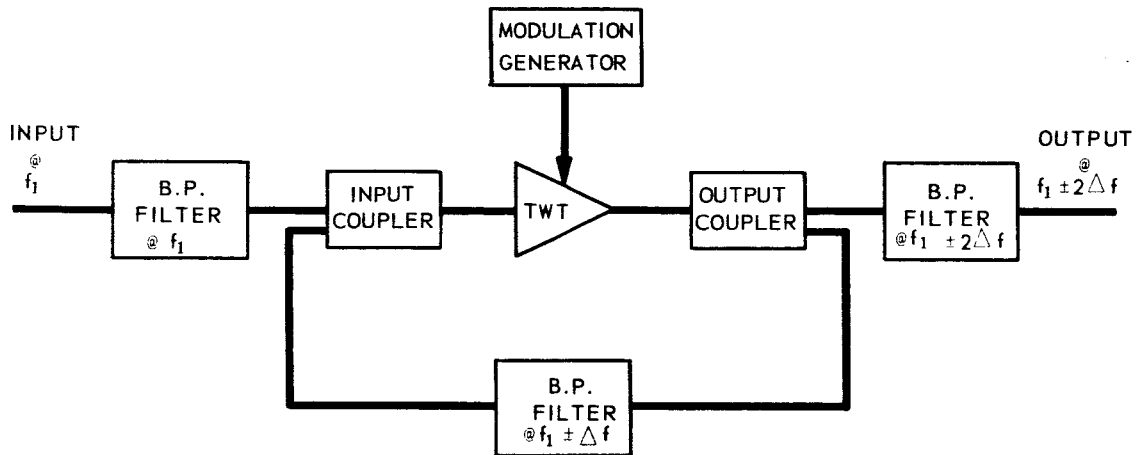 MODULATION
GENERATOR
INPUT
@
f₁
B.P.
FILTER
@ f₁
INPUT
COUPLER
TWT
OUTPUT
COUPLER
B.P.
FILTER
@f₁ ± 2△f
OUTPUT
@
f₁ ± 2△f
B.P.
FILTER
@f₁ ± △f